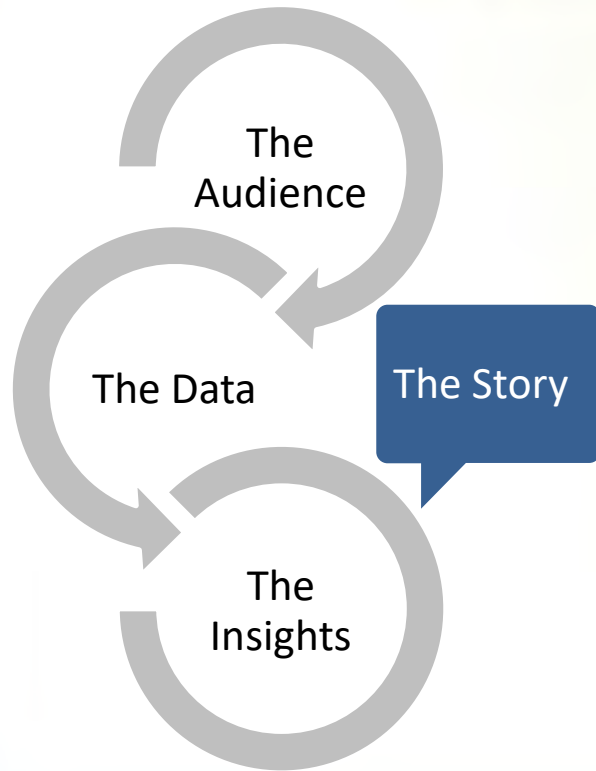 The
Audience
The Data
The Story
The
Insights